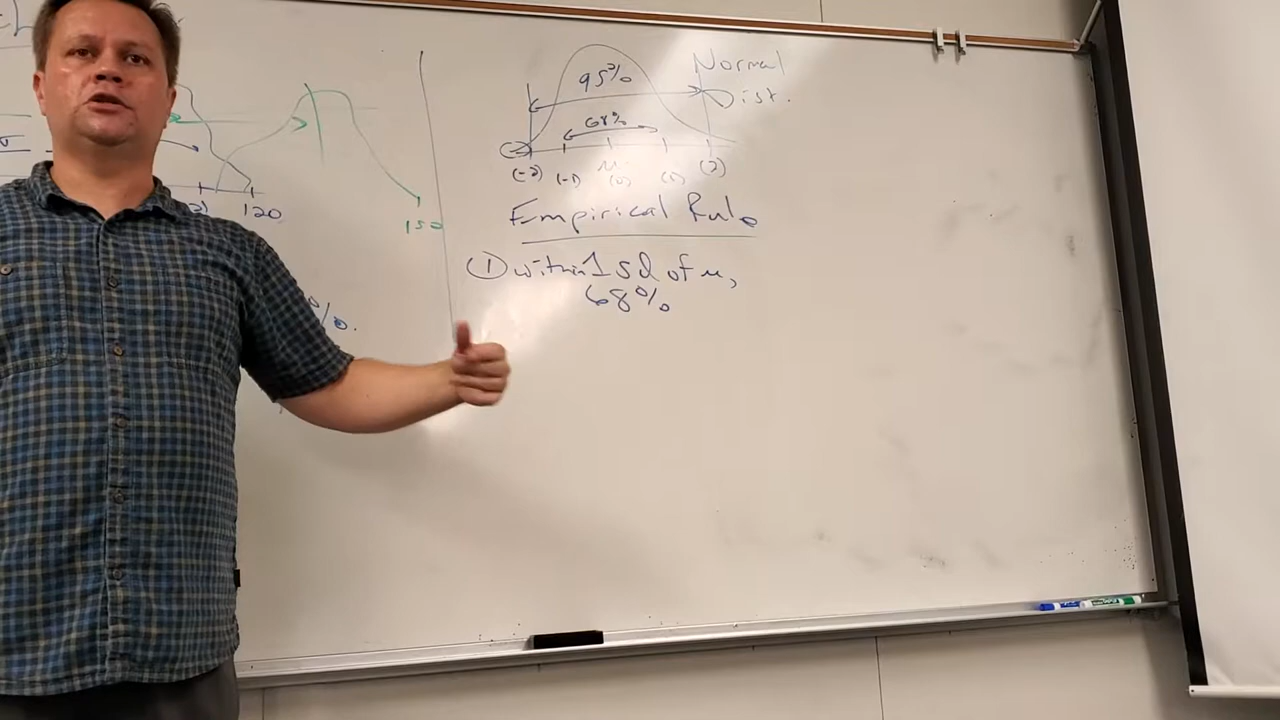 120
150
%.
Normal
Dist.
95%
68%
μ
(-2) (-1) (0) (1) (2)
Empirical Rule
① within 1 sd of μ,
68%